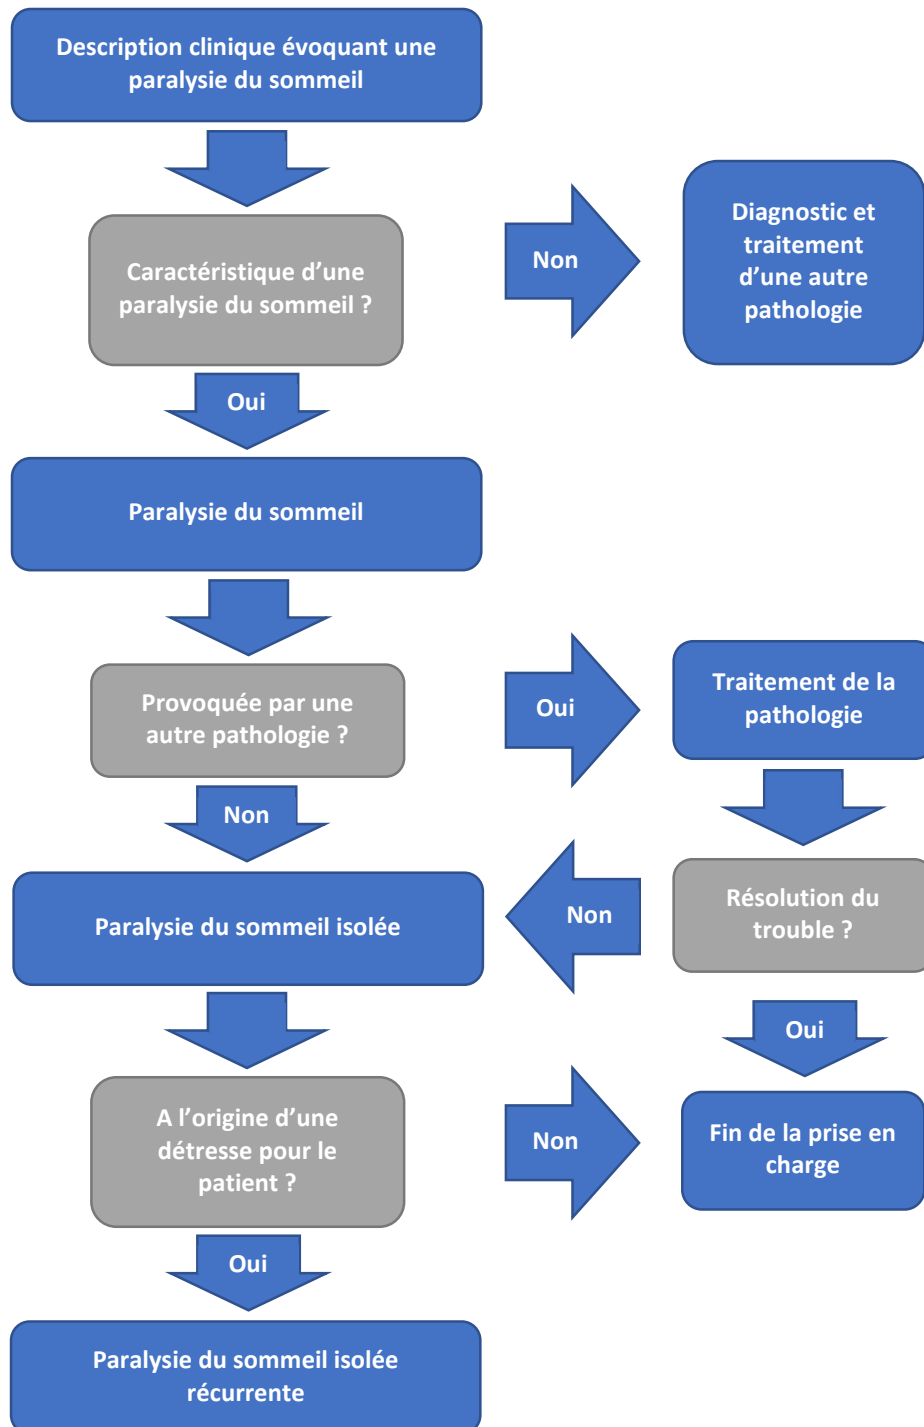 Description clinique évoquant une
paralysie du sommeil
Caractéristique d’une
paralysie du sommeil ?
Non
Diagnostic et
traitement
d’une autre
pathologie
Oui
Paralysie du sommeil
Provoquée par une
autre pathologie ?
Oui
Traitement de la
pathologie
Non
Paralysie du sommeil isolée
Non
Résolution du
trouble ?
Oui
A l’origine d’une
détresse pour le
patient ?
Non
Fin de la prise en
charge
Oui
Paralysie du sommeil isolée
récurrente